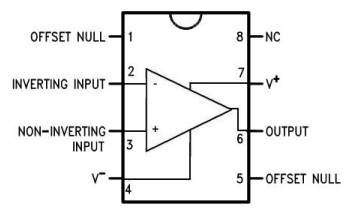 OFFSET NULL 1
8 NC
2
INVERTING INPUT -
7
V+
NON-INVERTING
INPUT +
3
OUTPUT
6
V-
4
5 OFFSET NULL